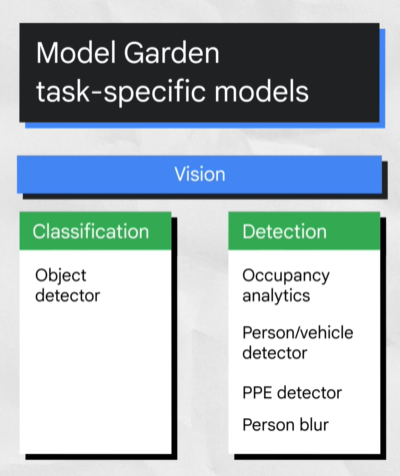 Model Garden
task-specific models
Vision
Classification
Object
detector
Detection
Occupancy
analytics
Person/vehicle
detector
PPE detector
Person blur